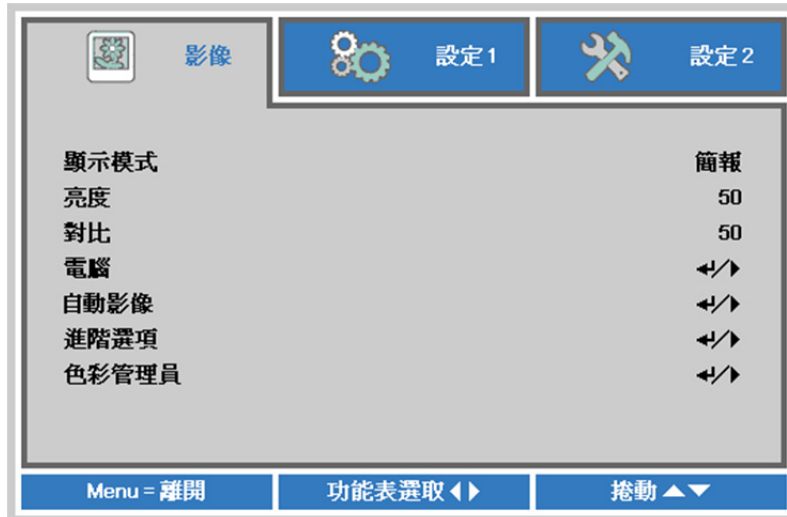 影像 設定1 設定2
顯示模式 簡報
亮度 50
對比 50
電腦 ↵/▶
自動影像 ↵/▶
進階選項 ↵/▶
色彩管理員 ↵/▶
Menu = 離開 功能表選取 ◀▶ 捲動 ▲▼